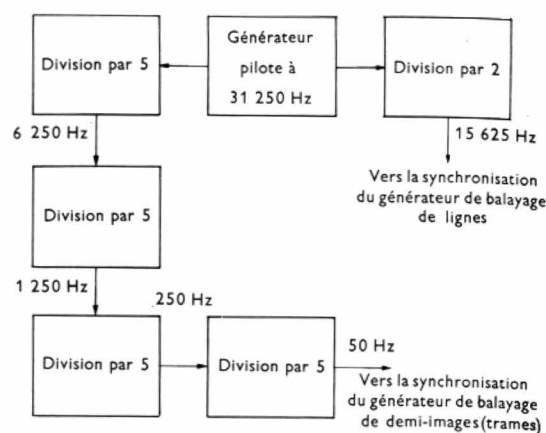 Division par 5
Générateur
pilote à
31 250 Hz
Division par 2
6 250 Hz
15 625 Hz
Vers la synchronisation
du générateur de balayage
de lignes
Division par 5
1 250 Hz
250 Hz
Division par 5
Division par 5
50 Hz
Vers la synchronisation
du générateur de balayage
de demi-images (trames)